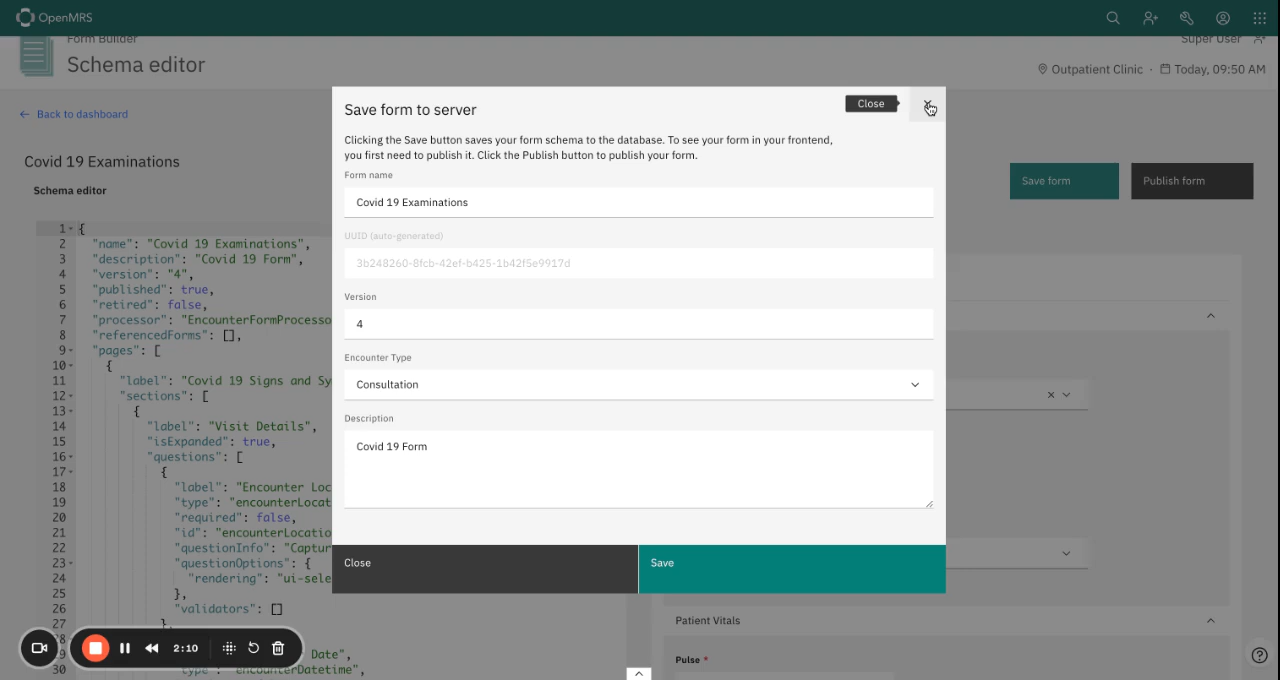 OpenMRS
Form Builder
Schema editor
Super User
Outpatient Clinic · Today, 09:50 AM
← Back to dashboard
Covid 19 Examinations
Schema editor
Save form
Publish form
1 {
2 "name": "Covid 19 Examinations",
3 "description": "Covid 19 Form",
4 "version": "4",
5 "published": true,
6 "retired": false,
7 "processor": "EncounterFormProcesso
8 "referencedForms": [],
9 "pages": [
10 {
11 "label": "Covid 19 Signs and Sy
12 "sections": [
13 {
14 "label": "Visit Details",
15 "isExpanded": true,
16 "questions": [
17 {
18 "label": "Encounter Loc
19 "type": "encounterLocat
20 "required": false,
21 "id": "encounterLocatio
22 "questionInfo": "Captur
23 "questionOptions": {
24 "rendering": "ui-sele
25 },
26 "validators": []
27 },
28
29 Date",
30 "type": "encounterDatetime",
Save form to server
Close
Clicking the Save button saves your form schema to the database. To see your form in your frontend,
you first need to publish it. Click the Publish button to publish your form.
Form name
Covid 19 Examinations
UUID (auto-generated)
3b248260-8fcb-42ef-b425-1b42f5e9917d
Version
4
Encounter Type
Consultation
Description
Covid 19 Form
Close
Save
Patient Vitals
Pulse *
2:10